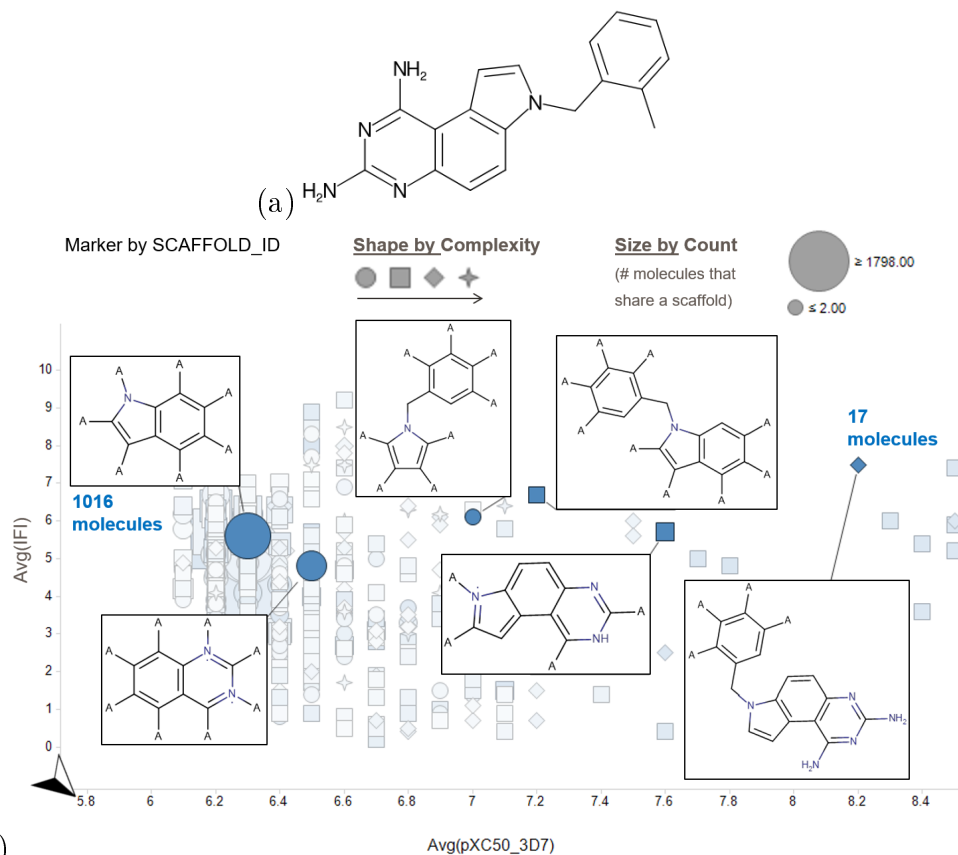 NH₂
N
N
H₂N
N
(a)
Marker by SCAFFOLD_ID
Shape by Complexity
Size by Count
(# molecules that
share a scaffold)
≥ 1798.00
≤ 2.00
A
N
A
A
A
A
A
1016
molecules
A
A
A
A
N
A
A
A
A
A
A
A
A
N
A
A
A
A
A
17
molecules
A
A
N
A
N
A
N
A
A
A
A
A
A
N
N
A
NH
A
A
A
A
A
N
N
NH₂
N
H₂N
10
9
8
7
6
5
4
3
2
1
0
Avg(IFI)
5.8 6 6.2 6.4 6.6 6.8 7 7.2 7.4 7.6 7.8 8 8.2 8.4
Avg(pXC50_3D7)
)